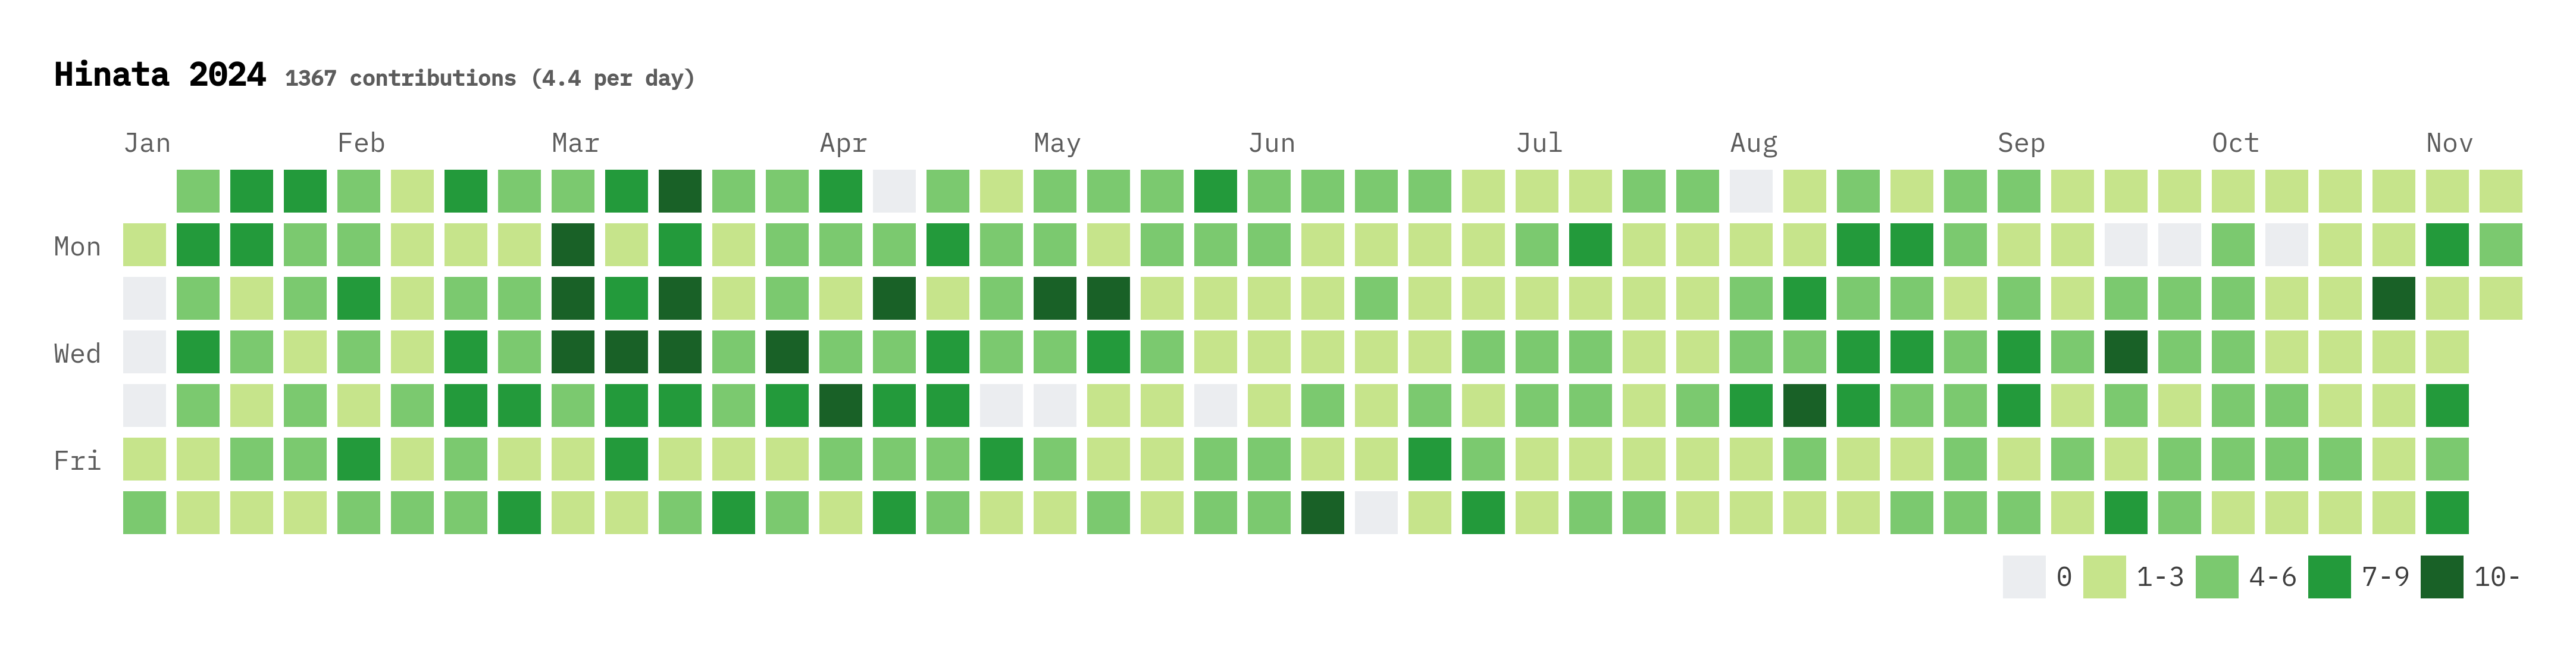 Hinata 2024 1367 contributions (4.4 per day)
Jan Feb Mar Apr May Jun Jul Aug Sep Oct Nov
Mon
Wed
Fri
0 1-3 4-6 7-9 10-